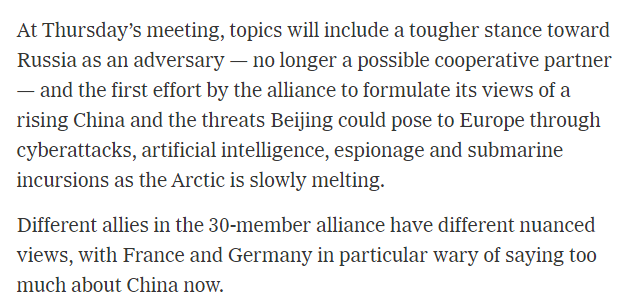 At Thursday’s meeting, topics will include a tougher stance toward
Russia as an adversary — no longer a possible cooperative partner
— and the first effort by the alliance to formulate its views of a
rising China and the threats Beijing could pose to Europe through
cyberattacks, artificial intelligence, espionage and submarine
incursions as the Arctic is slowly melting.
Different allies in the 30-member alliance have different nuanced
views, with France and Germany in particular wary of saying too
much about China now.